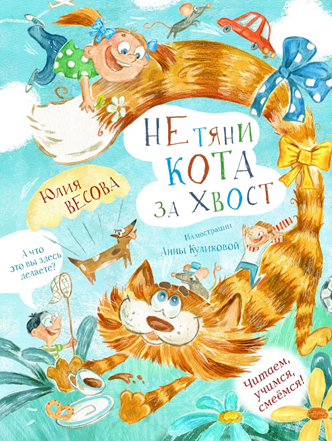 НЕ ТЯНИ
КОТА
ЗА ХВОСТ
Юлия
ВЕСОВА
Иллюстрации
Анны Куликовой
А что
это вы здесь
делаете?
Читаем,
учимся,
смеёмся!